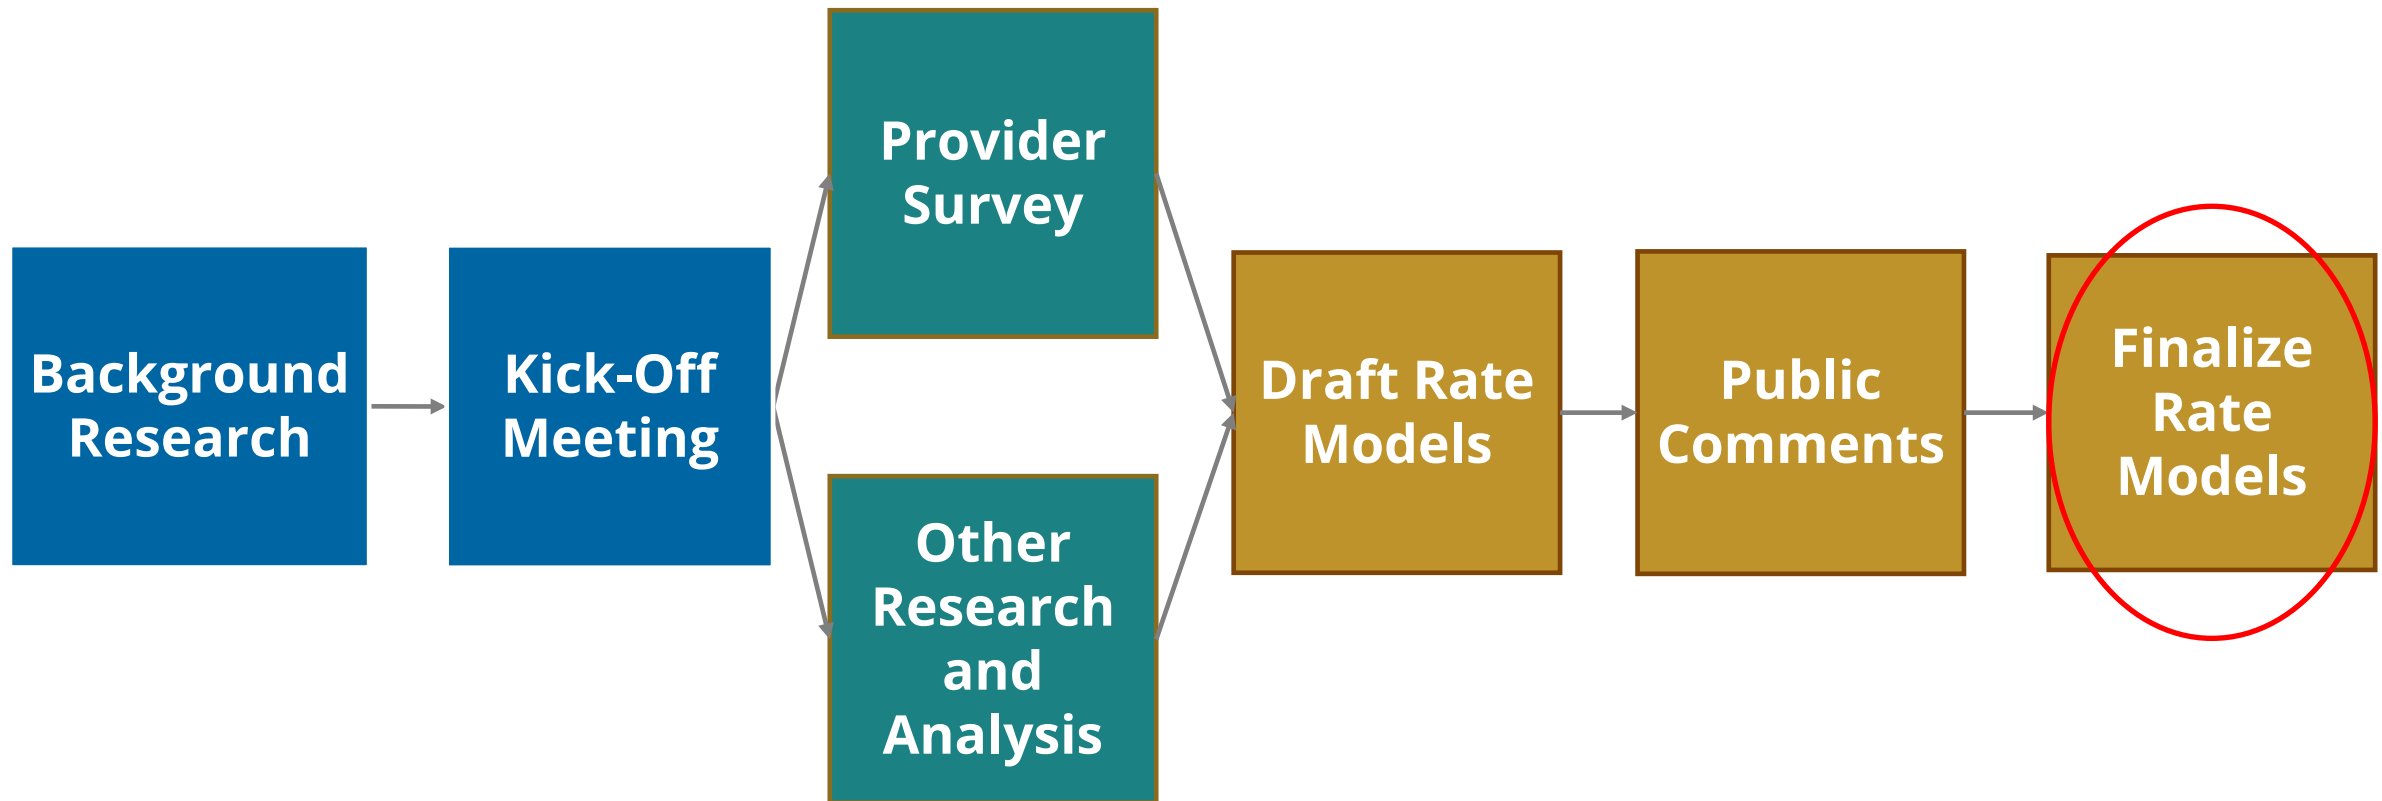 Background
Research
Kick-Off
Meeting
Provider
Survey
Other
Research
and
Analysis
Draft Rate
Models
Public
Comments
Finalize
Rate
Models